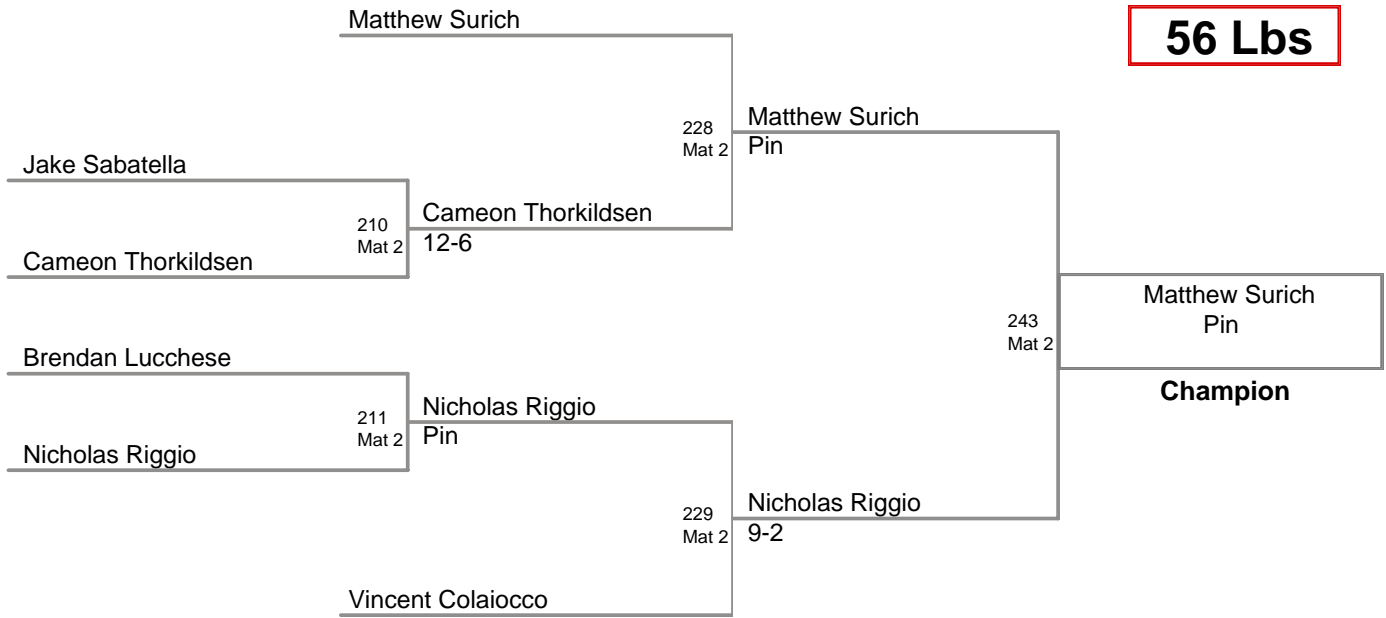 Matthew Surich
56 Lbs
228
Mat 2
Matthew Surich
Pin
Jake Sabatella
210
Mat 2
Cameon Thorkildsen
12-6
Cameon Thorkildsen
243
Mat 2
Matthew Surich
Pin
Champion
Brendan Lucchese
211
Mat 2
Nicholas Riggio
Pin
Nicholas Riggio
229
Mat 2
Nicholas Riggio
9-2
Vincent Colaiocco